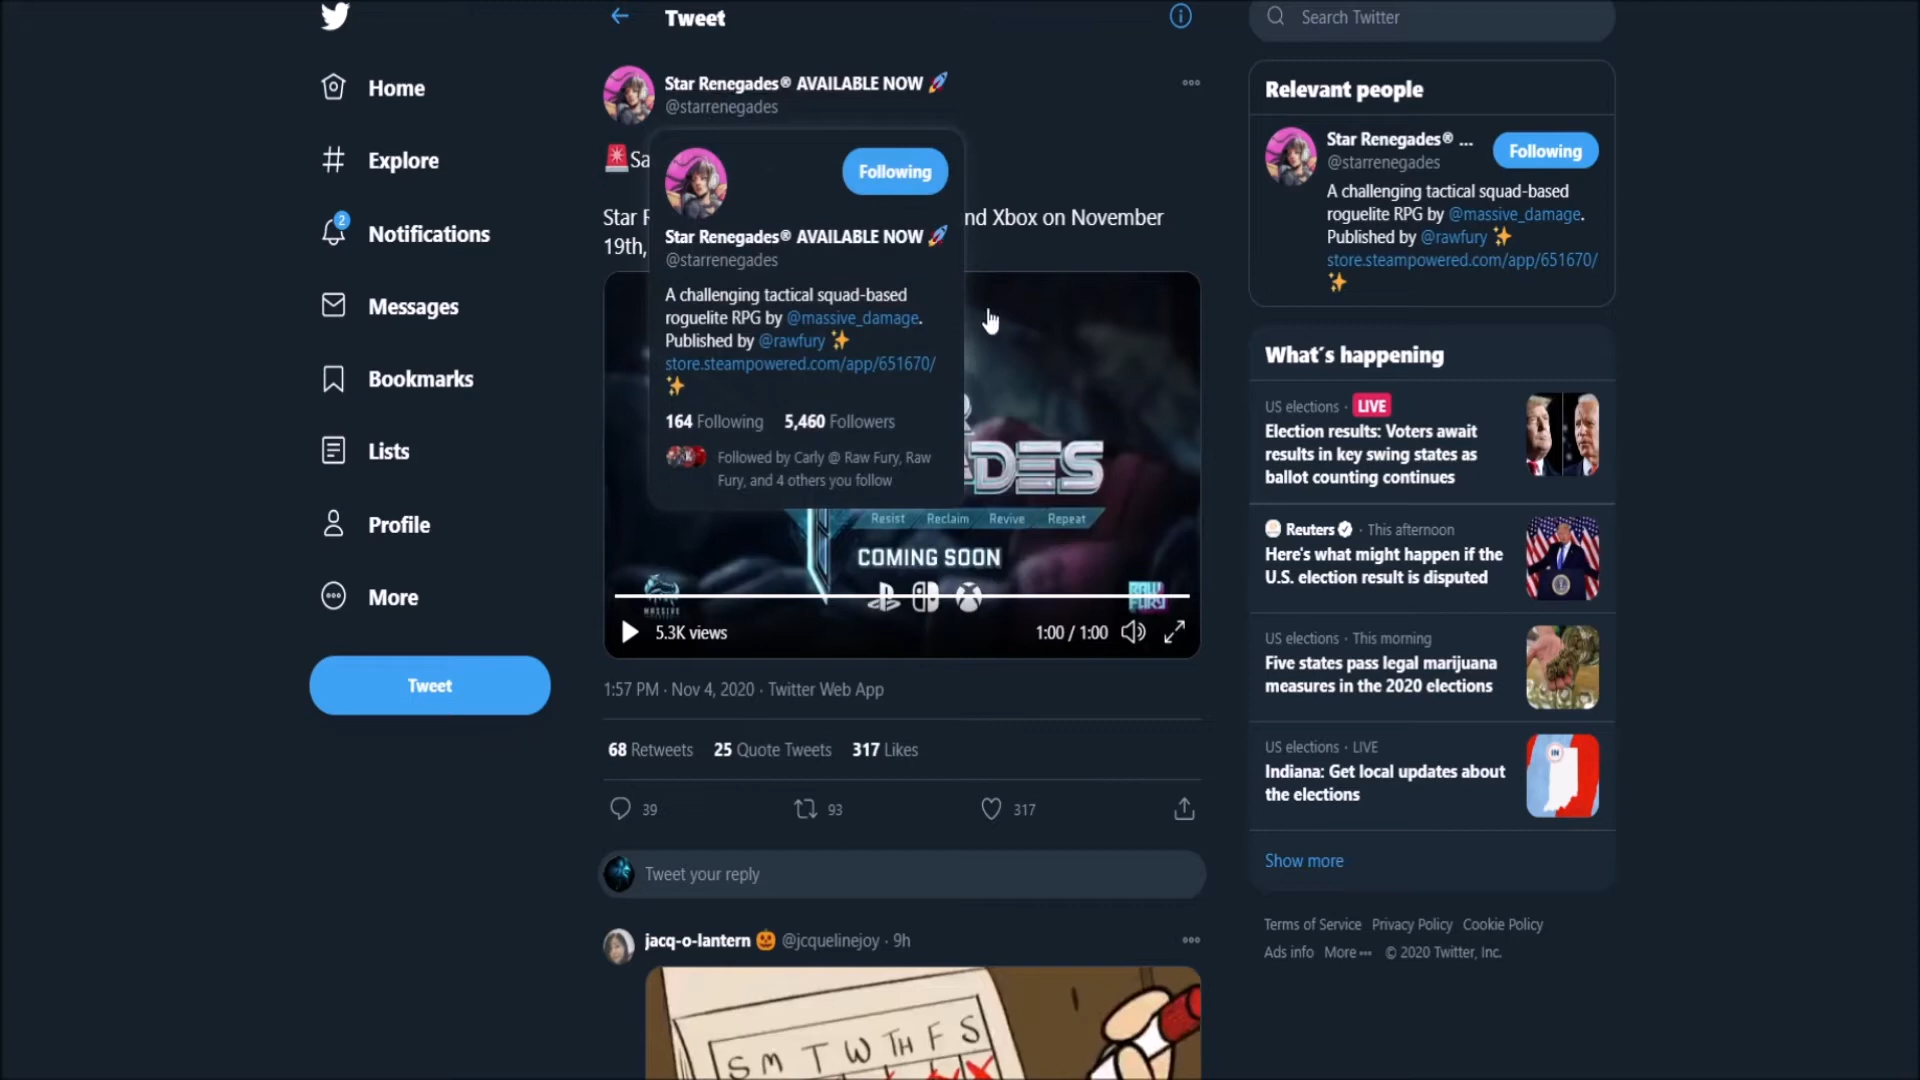 Home
Explore
2
Notifications
Messages
Bookmarks
Lists
Profile
More
Tweet
Tweet
Star Renegades® AVAILABLE NOW 🚀
@starrenegades
🚨Sa
Star R
nd Xbox on November
19th,
Following
Star Renegades® AVAILABLE NOW 🚀
@starrenegades
A challenging tactical squad-based
roguelite RPG by @massive_damage.
Published by @rawfury ✨
store.steampowered.com/app/651670/
✨
164 Following 5,460 Followers
Followed by Carly @ Raw Fury, Raw
Fury, and 4 others you follow
ADES
Resist Reclaim Revive Repeat
COMING SOON
MASSIVE
RAW
FURY
5.3K views
1:00 / 1:00
1:57 PM · Nov 4, 2020 · Twitter Web App
68 Retweets 25 Quote Tweets 317 Likes
39 93 317
Tweet your reply
jacq-o-lantern 🎃 @jcquelinejoy · 9h
S M T W TH F S
Search Twitter
Relevant people
Star Renegades® ...
@starrenegades
Following
A challenging tactical squad-based
roguelite RPG by @massive_damage.
Published by @rawfury ✨
store.steampowered.com/app/651670/
✨
What's happening
US elections · LIVE
Election results: Voters await
results in key swing states as
ballot counting continues
Reuters · This afternoon
Here's what might happen if the
U.S. election result is disputed
US elections · This morning
Five states pass legal marijuana
measures in the 2020 elections
US elections · LIVE
Indiana: Get local updates about
the elections
IN
Show more
Terms of Service Privacy Policy Cookie Policy
Ads info More ··· © 2020 Twitter, Inc.